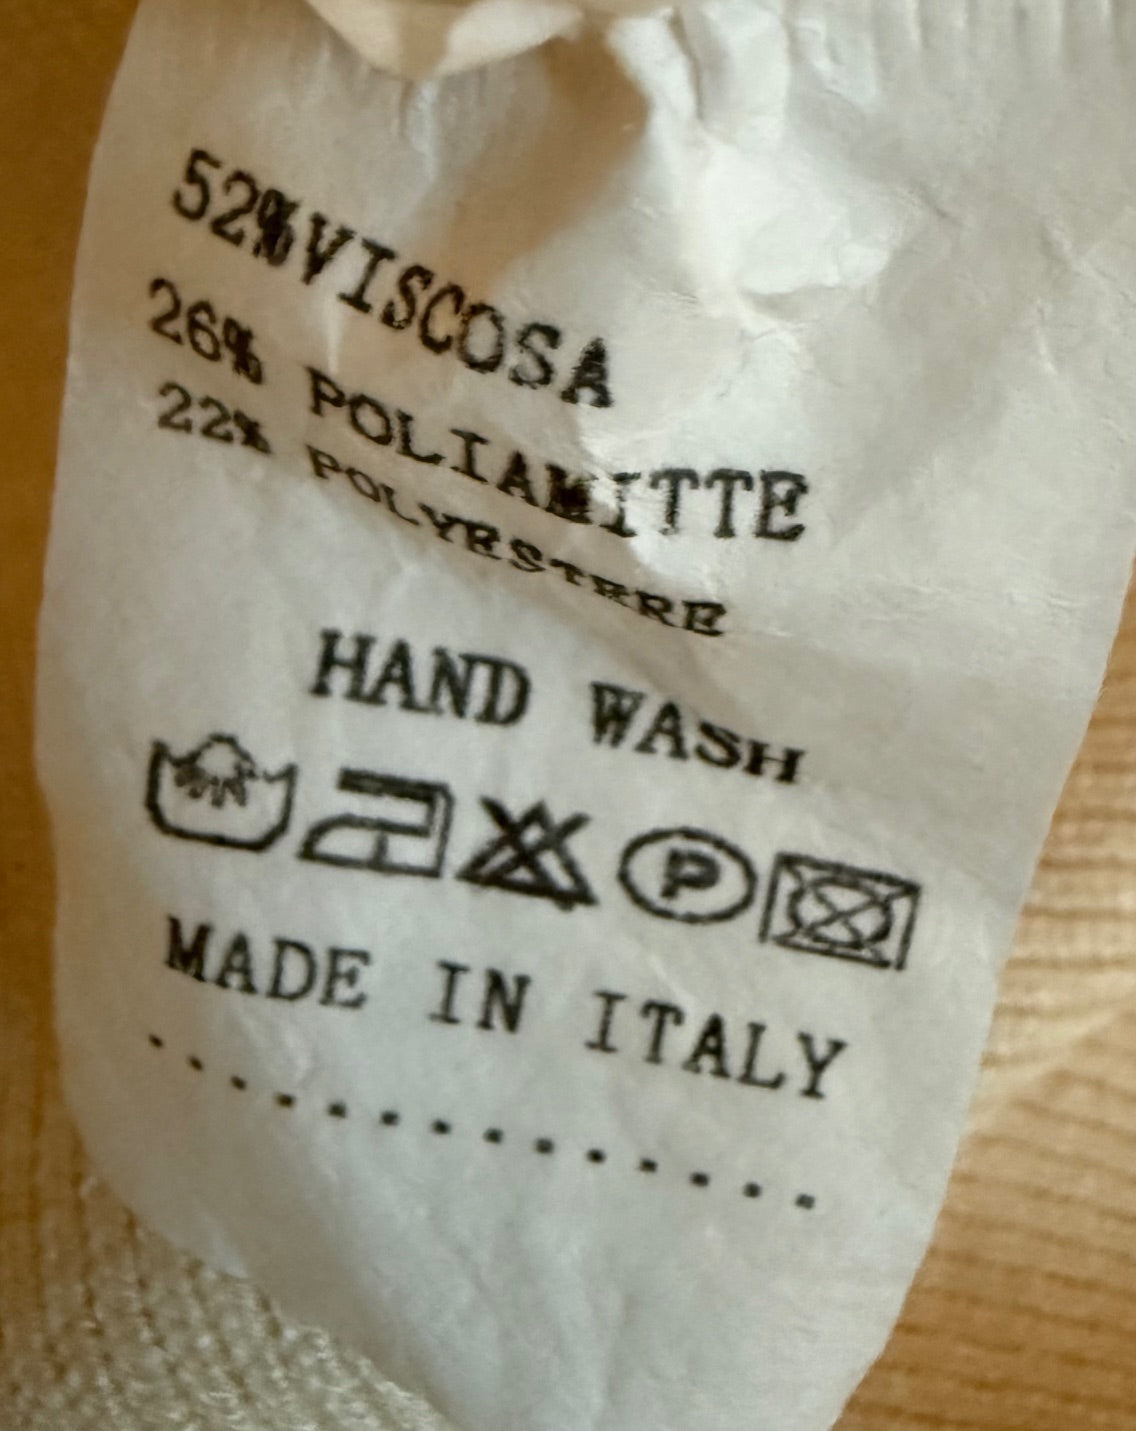 52%VISCOSA
26% POLIAMITTE
22% POLYESTERE
HAND WASH
P
MADE IN ITALY
..............